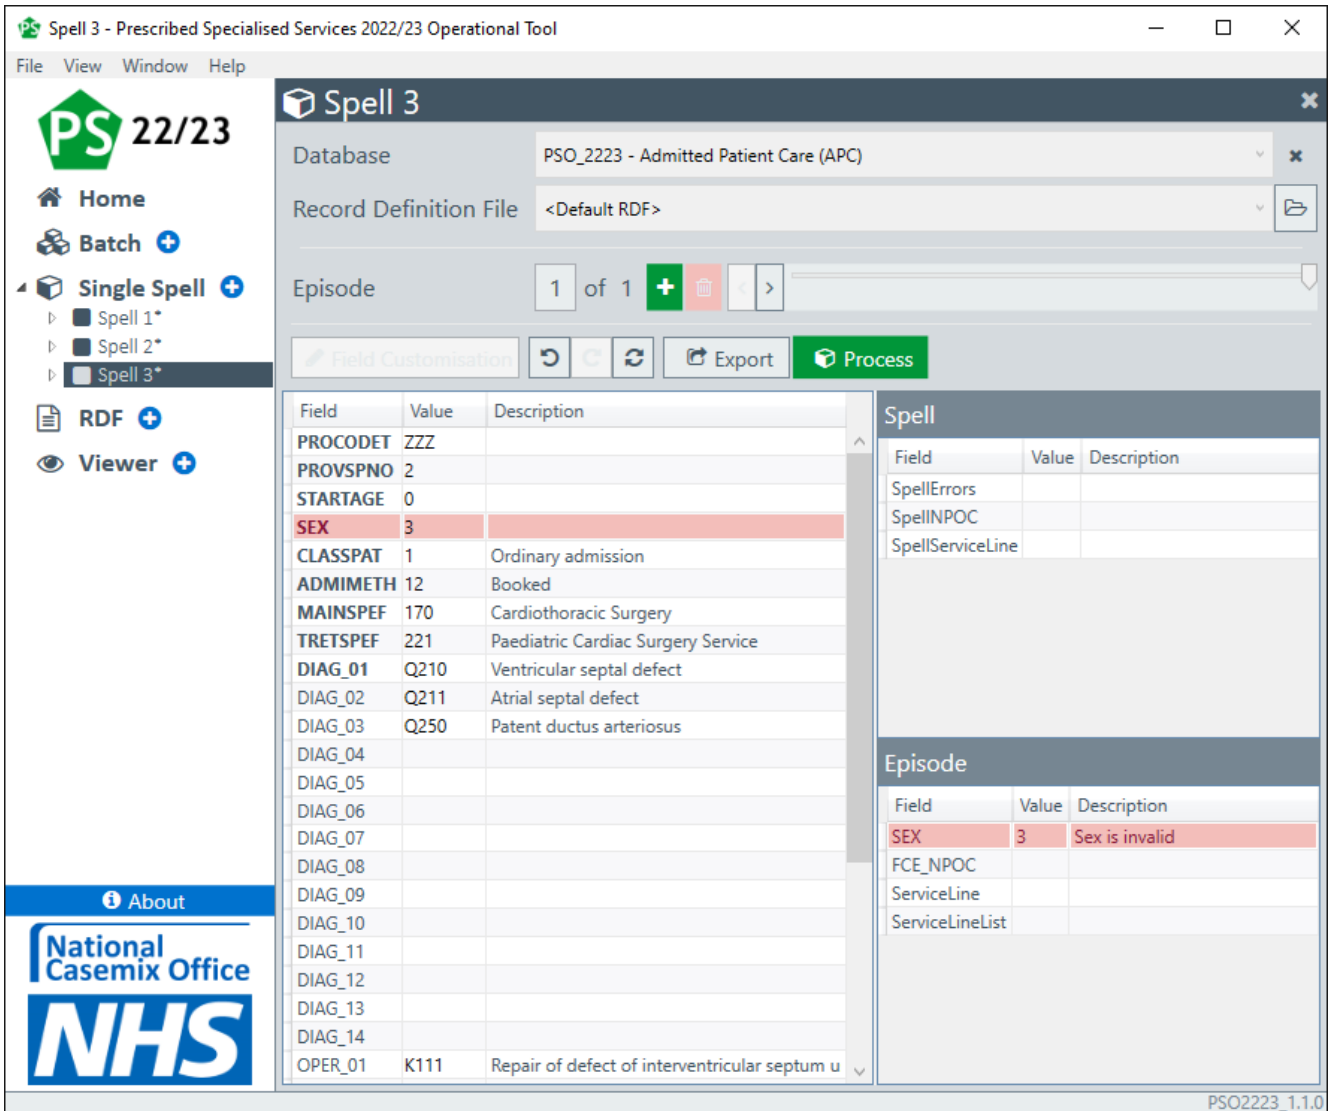 Spell 3 - Prescribed Specialised Services 2022/23 Operational Tool
File View Window Help
PS 22/23
Home
Batch
Single Spell
Spell 1*
Spell 2*
Spell 3*
RDF
Viewer
About
National
Casemix Office
NHS
Spell 3
Database PSO_2223 - Admitted Patient Care (APC)
Record Definition File <Default RDF>
Episode 1 of 1
Field Customisation Export Process
Field Value Description
PROCODET ZZZ
PROVSPNO 2
STARTAGE 0
SEX 3
CLASSPAT 1 Ordinary admission
ADMIMETH 12 Booked
MAINSPEF 170 Cardiothoracic Surgery
TRETSPEF 221 Paediatric Cardiac Surgery Service
DIAG_01 Q210 Ventricular septal defect
DIAG_02 Q211 Atrial septal defect
DIAG_03 Q250 Patent ductus arteriosus
DIAG_04
DIAG_05
DIAG_06
DIAG_07
DIAG_08
DIAG_09
DIAG_10
DIAG_11
DIAG_12
DIAG_13
DIAG_14
OPER_01 K111 Repair of defect of interventricular septum u
Spell
Field Value Description
SpellErrors
SpellNPOC
SpellServiceLine
Episode
Field Value Description
SEX 3 Sex is invalid
FCE_NPOC
ServiceLine
ServiceLineList
PSO2223_1.1.0